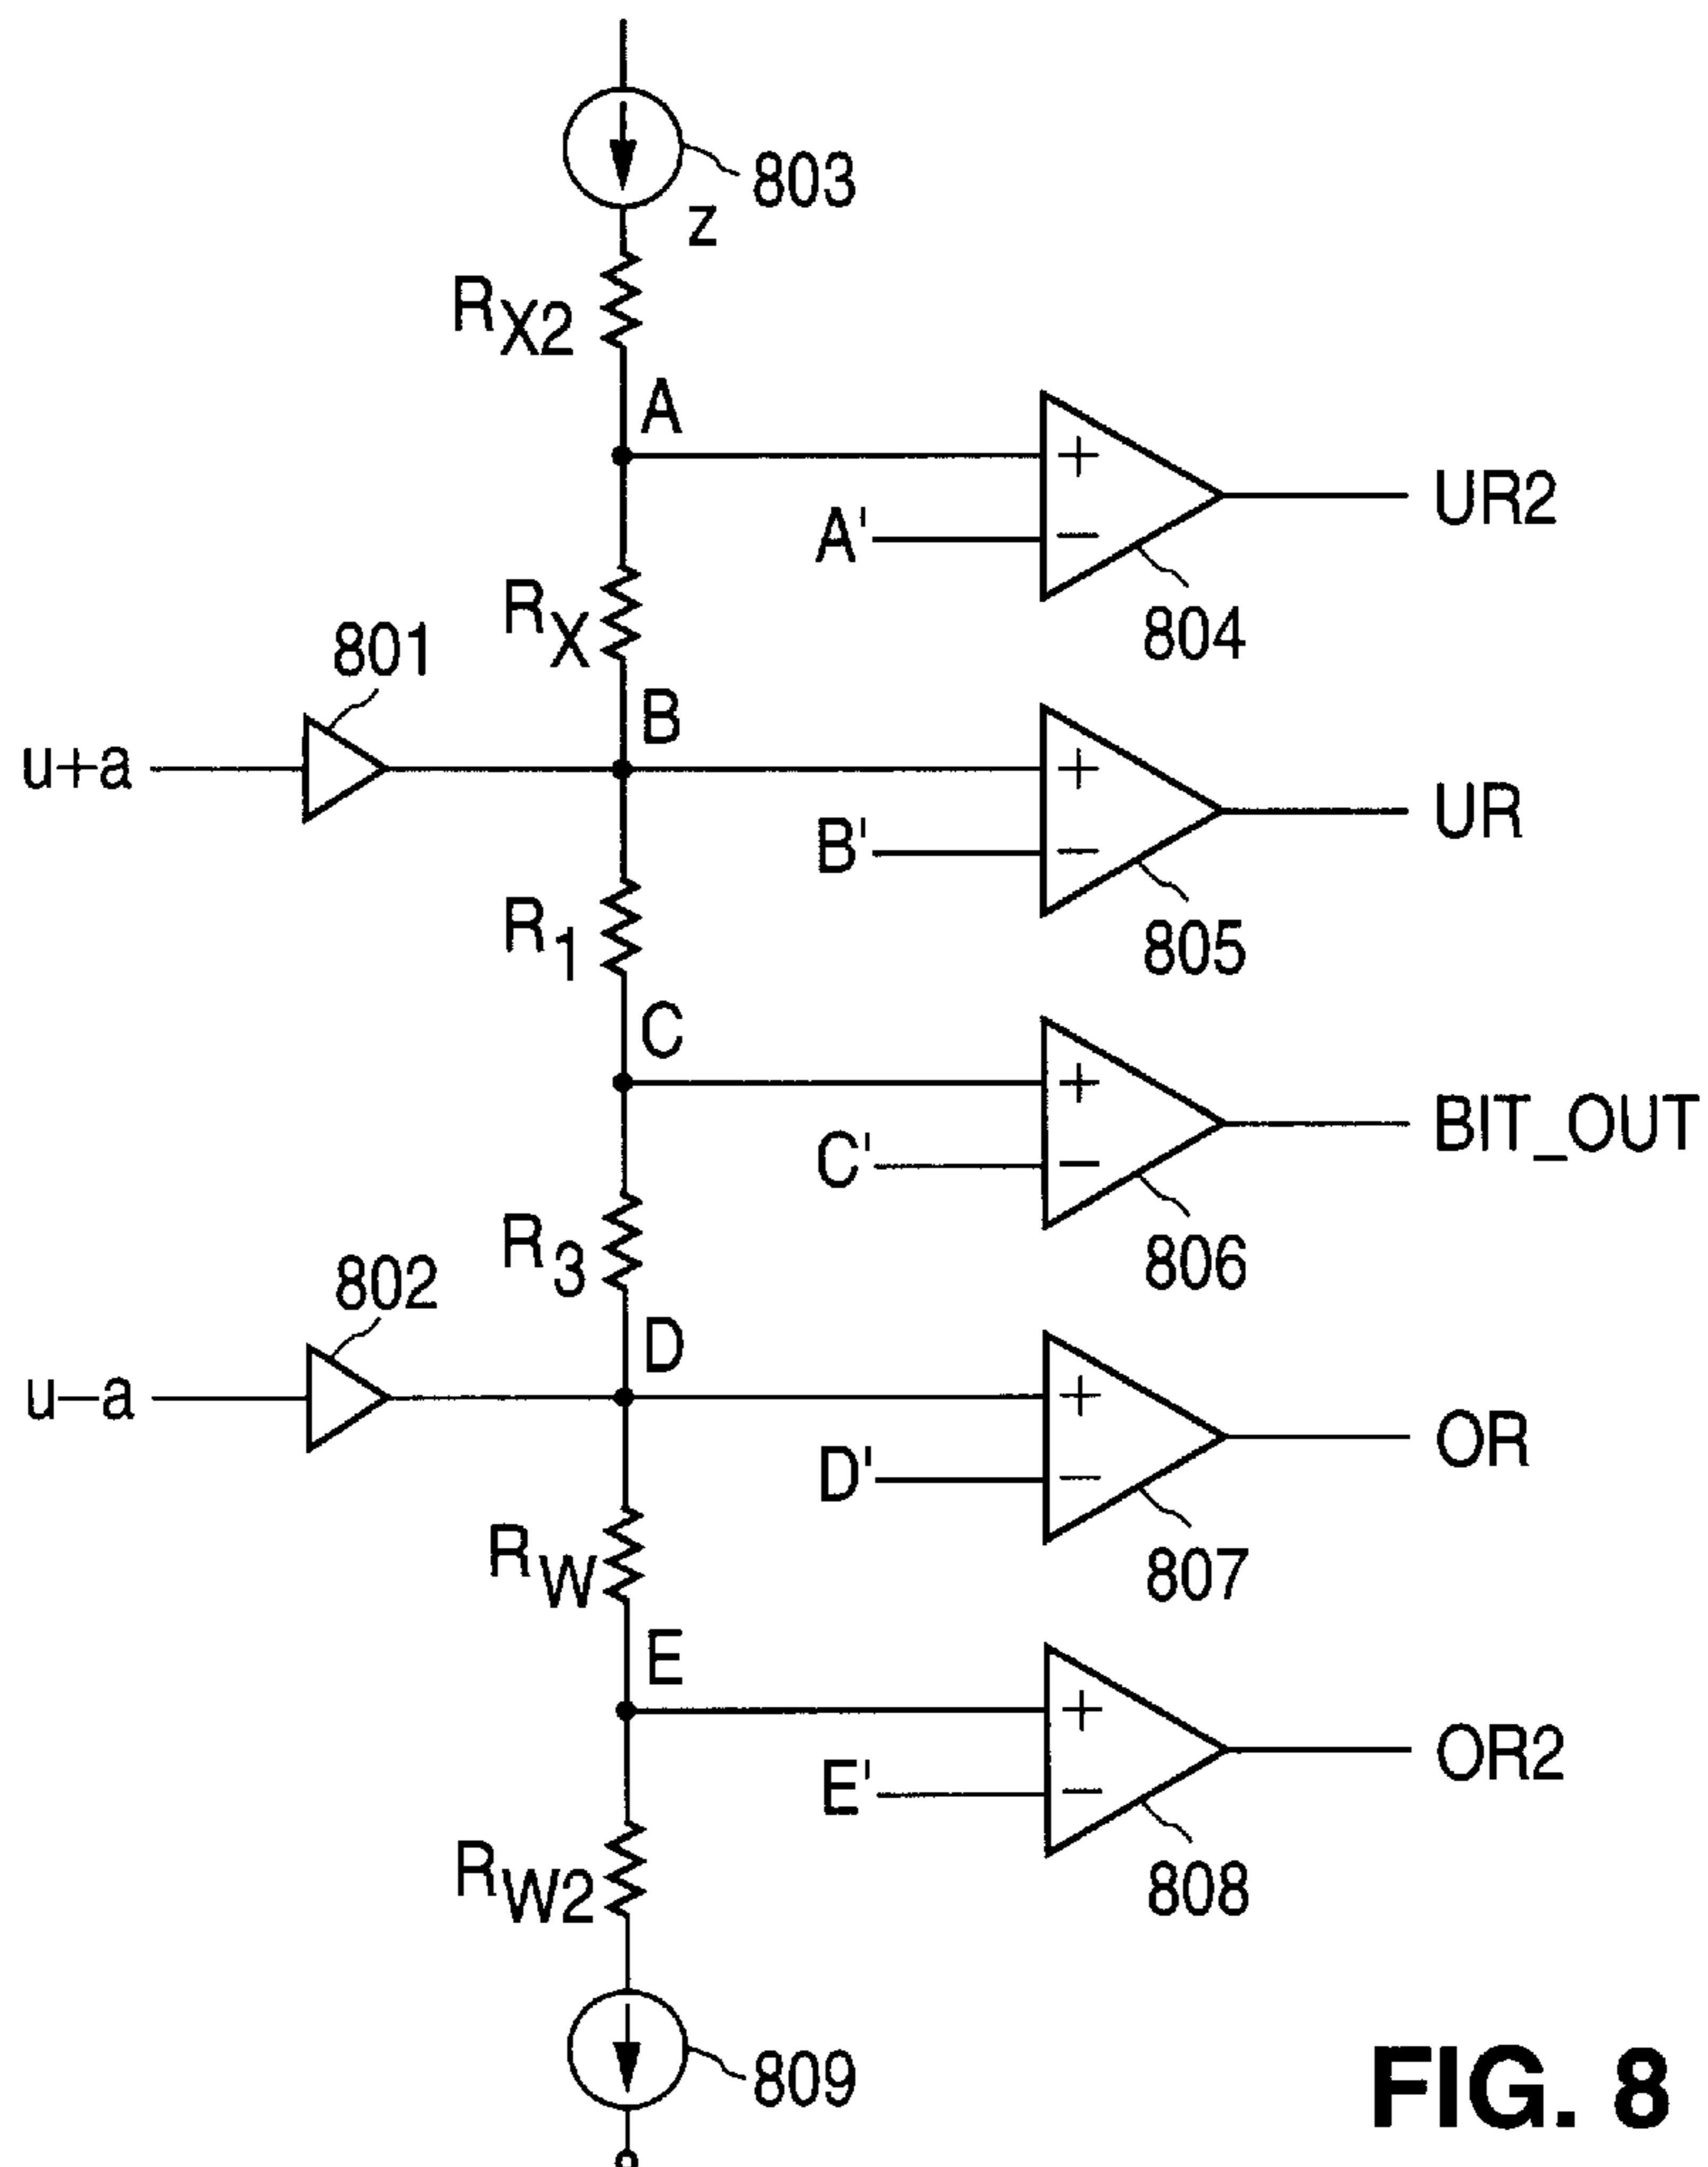 803
z
RX2
A
+
UR2
A'
−
RX
804
801
B
u+a
+
UR
B'
−
R1
805
C
+
BIT_OUT
C'
−
R3
806
802
D
u−a
+
OR
D'
−
RW
807
E
+
OR2
E'
−
RW2
808
809
FIG. 8